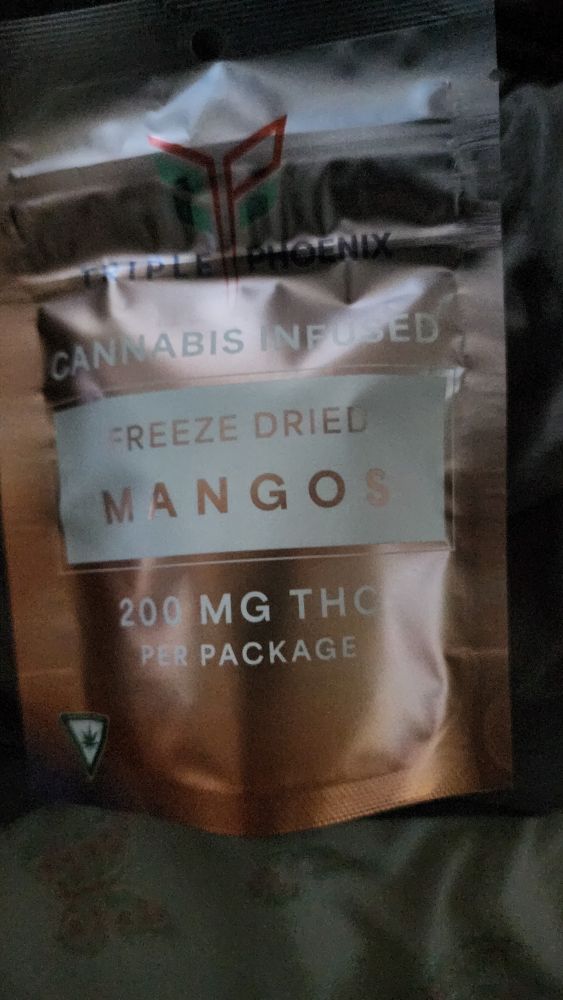 TRIPLE PHOENIX
CANNABIS INFUSED
FREEZE DRIED
MANGOS
200 MG THC
PER PACKAGE